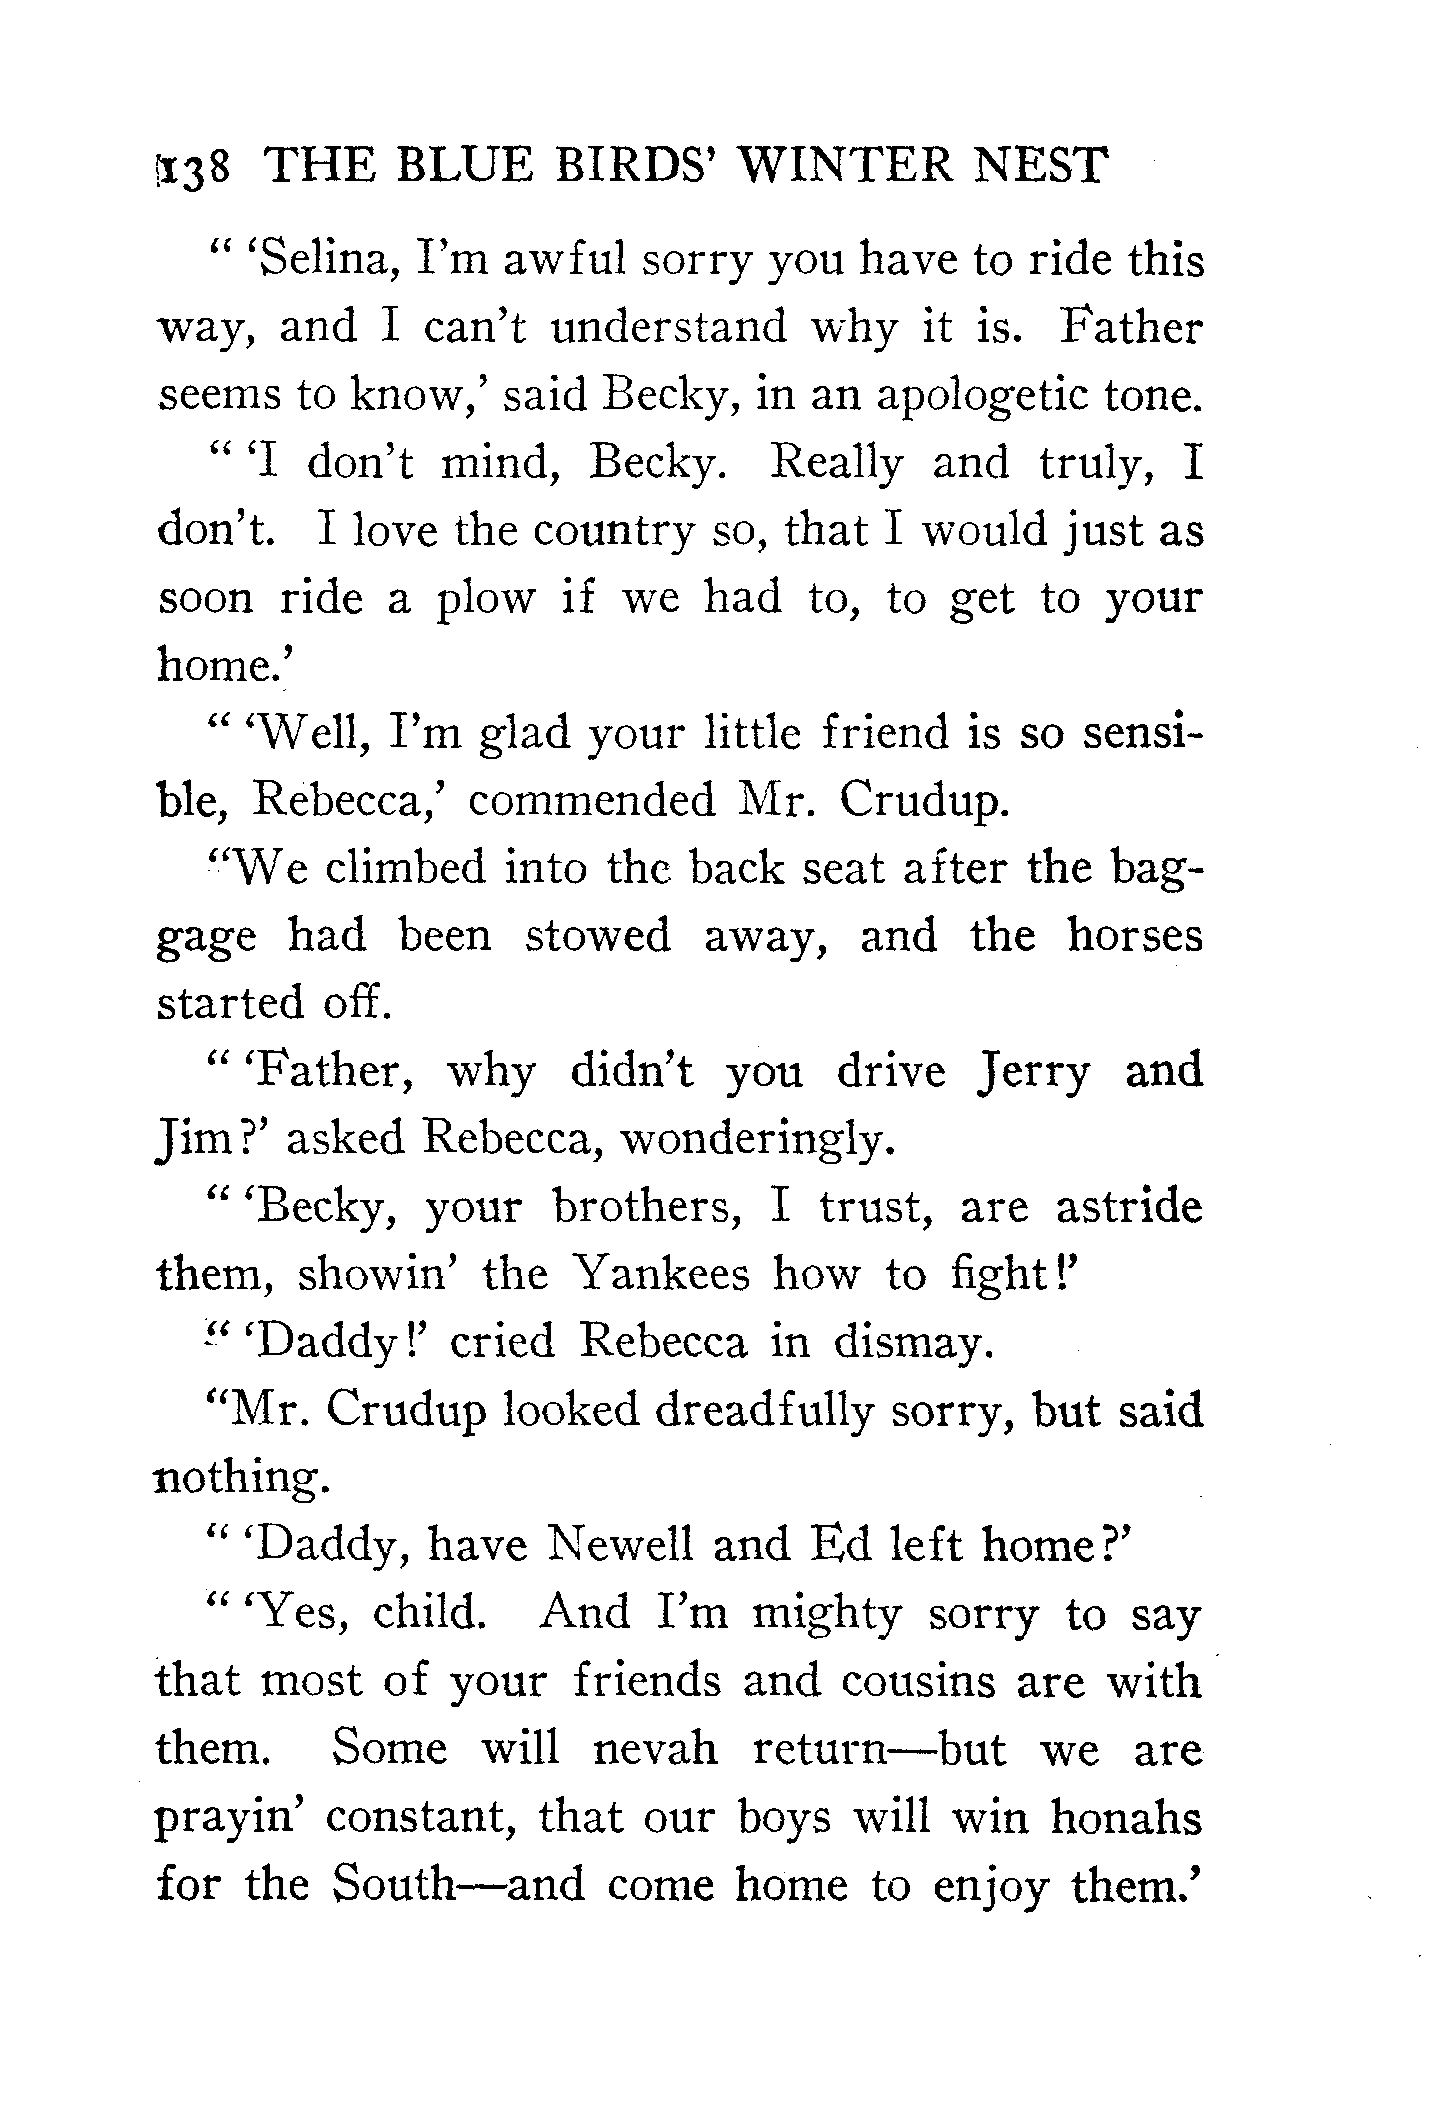 138 THE BLUE BIRDS' WINTER NEST
" 'Selina, I'm awful sorry you have to ride this
way, and I can't understand why it is. Father
seems to know,' said Becky, in an apologetic tone.
" 'I don't mind, Becky. Really and truly, I
don't. I love the country so, that I would just as
soon ride a plow if we had to, to get to your
home.'
" 'Well, I'm glad your little friend is so sensi-
ble, Rebecca,' commended Mr. Crudup.
"We climbed into the back seat after the bag-
gage had been stowed away, and the horses
started off.
" 'Father, why didn't you drive Jerry and
Jim?' asked Rebecca, wonderingly.
" 'Becky, your brothers, I trust, are astride
them, showin' the Yankees how to fight!'
" 'Daddy!' cried Rebecca in dismay.
"Mr. Crudup looked dreadfully sorry, but said
nothing.
" 'Daddy, have Newell and Ed left home?'
" 'Yes, child. And I'm mighty sorry to say
that most of your friends and cousins are with
them. Some will nevah return—but we are
prayin' constant, that our boys will win honahs
for the South—and come home to enjoy them.'